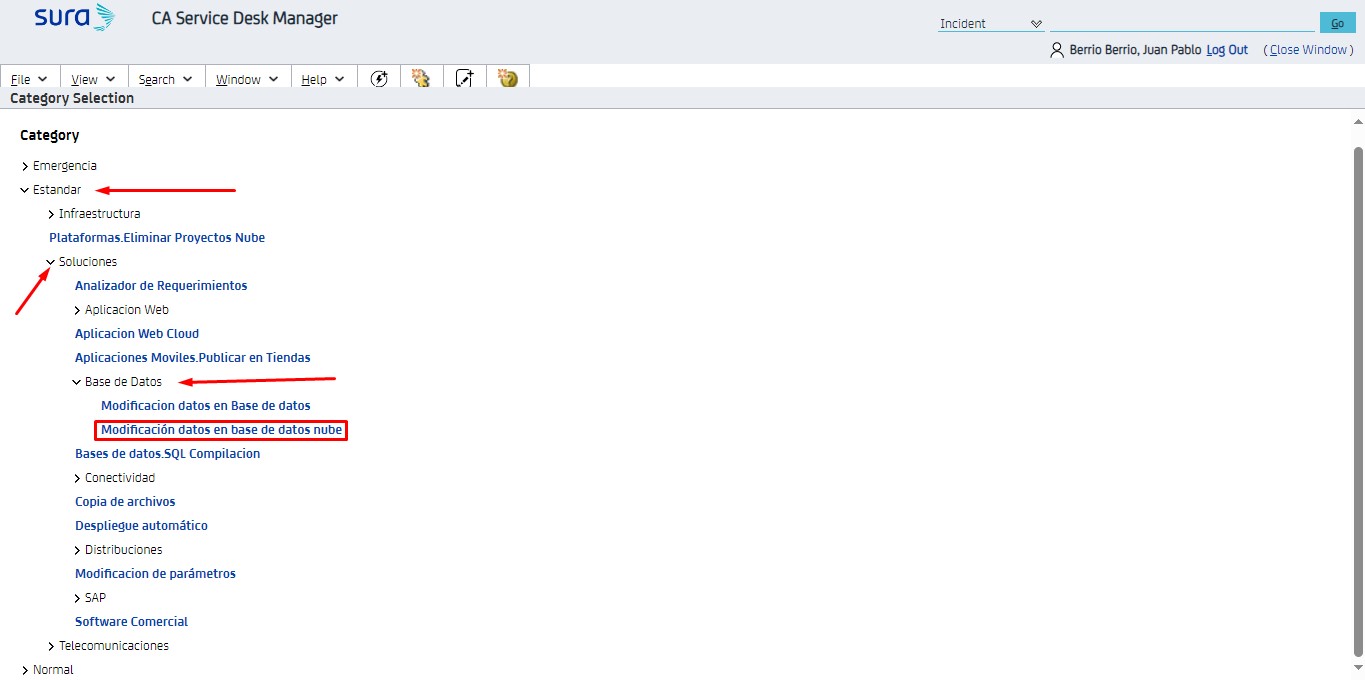 sura CA Service Desk Manager
Incident Go
Berrio Berrio, Juan Pablo Log Out ( Close Window )
File View Search Window Help
Category Selection
Category
Emergencia
Estandar
Infraestructura
Plataformas.Eliminar Proyectos Nube
Soluciones
Analizador de Requerimientos
Aplicacion Web
Aplicacion Web Cloud
Aplicaciones Moviles.Publicar en Tiendas
Base de Datos
Modificacion datos en Base de datos
Modificación datos en base de datos nube
Bases de datos.SQL Compilacion
Conectividad
Copia de archivos
Despliegue automático
Distribuciones
Modificacion de parámetros
SAP
Software Comercial
Telecomunicaciones
Normal